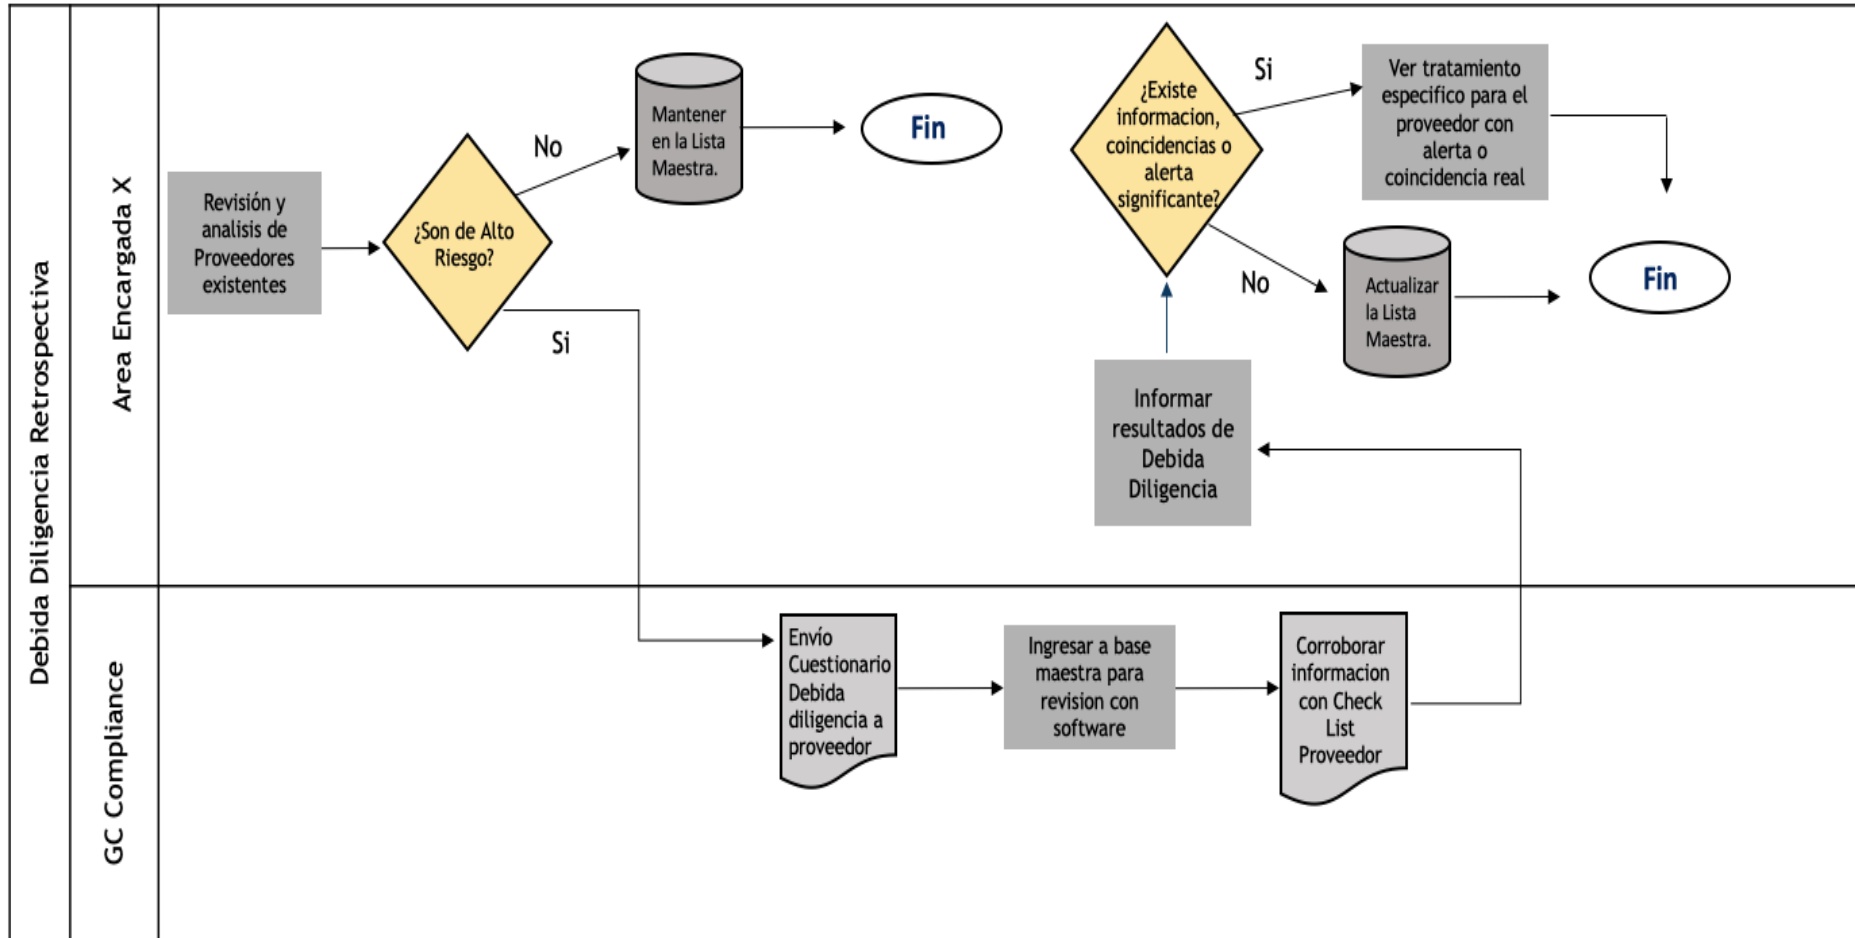 Debida Diligencia Retrospectiva
Area Encargada X
Revisión y
analisis de
Proveedores
existentes
¿Son de Alto
Riesgo?
No
Si
Mantener
en la Lista
Maestra.
Fin
¿Existe
informacion,
coincidencias o
alerta
significante?
Si
No
Ver tratamiento
especifico para el
proveedor con
alerta o
coincidencia real
Actualizar
la Lista
Maestra.
Fin
Informar
resultados de
Debida
Diligencia
GC Compliance
Envío
Cuestionario
Debida
diligencia a
proveedor
Ingresar a base
maestra para
revision con
software
Corroborar
informacion
con Check
List
Proveedor